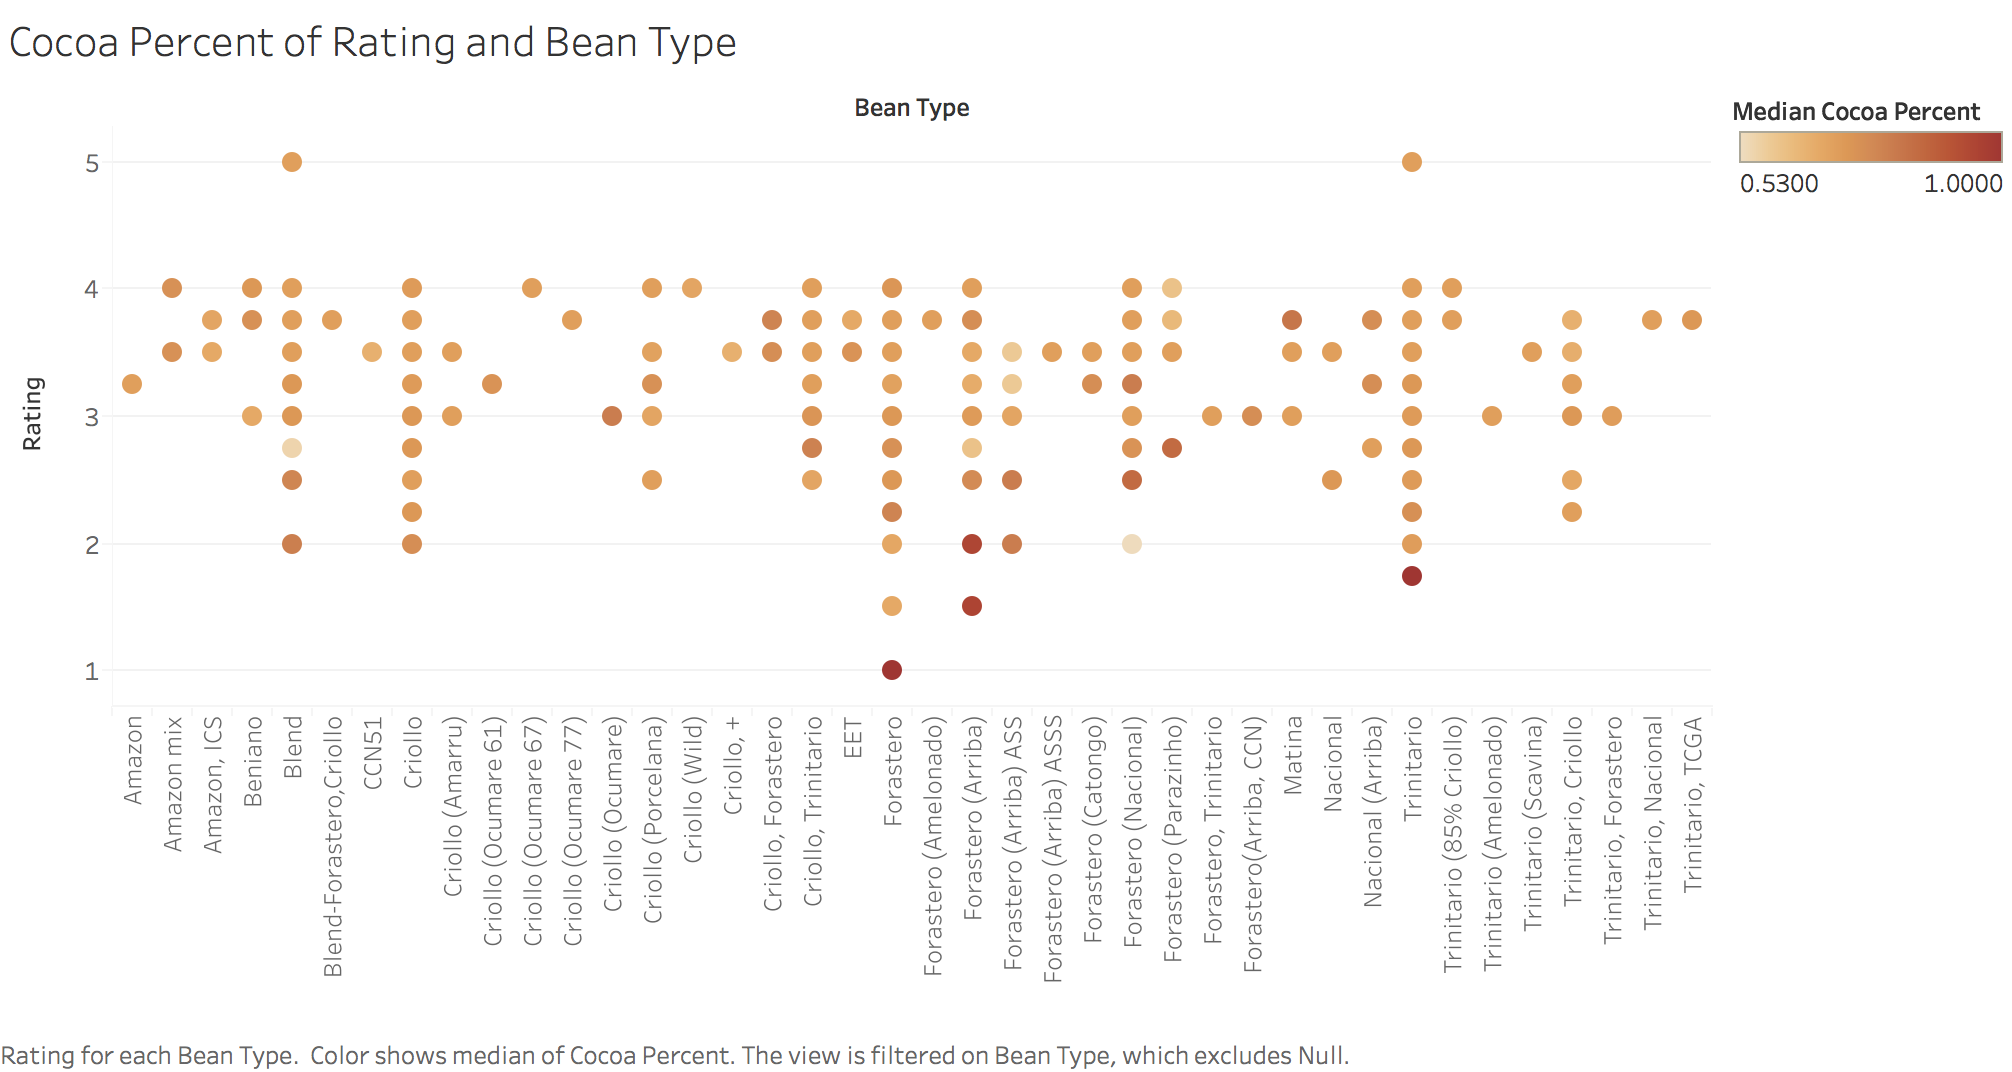 Cocoa Percent of Rating and Bean Type
Bean Type
Median Cocoa Percent
0.5300 1.0000
Rating
5
4
3
2
1
Amazon
Amazon mix
Amazon, ICS
Beniano
Blend
Blend-Forastero,Criollo
CCN51
Criollo
Criollo (Amarru)
Criollo (Ocumare 61)
Criollo (Ocumare 67)
Criollo (Ocumare 77)
Criollo (Ocumare)
Criollo (Porcelana)
Criollo (Wild)
Criollo, +
Criollo, Forastero
Criollo, Trinitario
EET
Forastero
Forastero (Amelonado)
Forastero (Arriba)
Forastero (Arriba) ASS
Forastero (Arriba) ASSS
Forastero (Catongo)
Forastero (Nacional)
Forastero (Parazinho)
Forastero, Trinitario
Forastero(Arriba, CCN)
Matina
Nacional
Nacional (Arriba)
Trinitario
Trinitario (85% Criollo)
Trinitario (Amelonado)
Trinitario (Scavina)
Trinitario, Criollo
Trinitario, Forastero
Trinitario, Nacional
Trinitario, TCGA
Rating for each Bean Type.  Color shows median of Cocoa Percent. The view is filtered on Bean Type, which excludes Null.